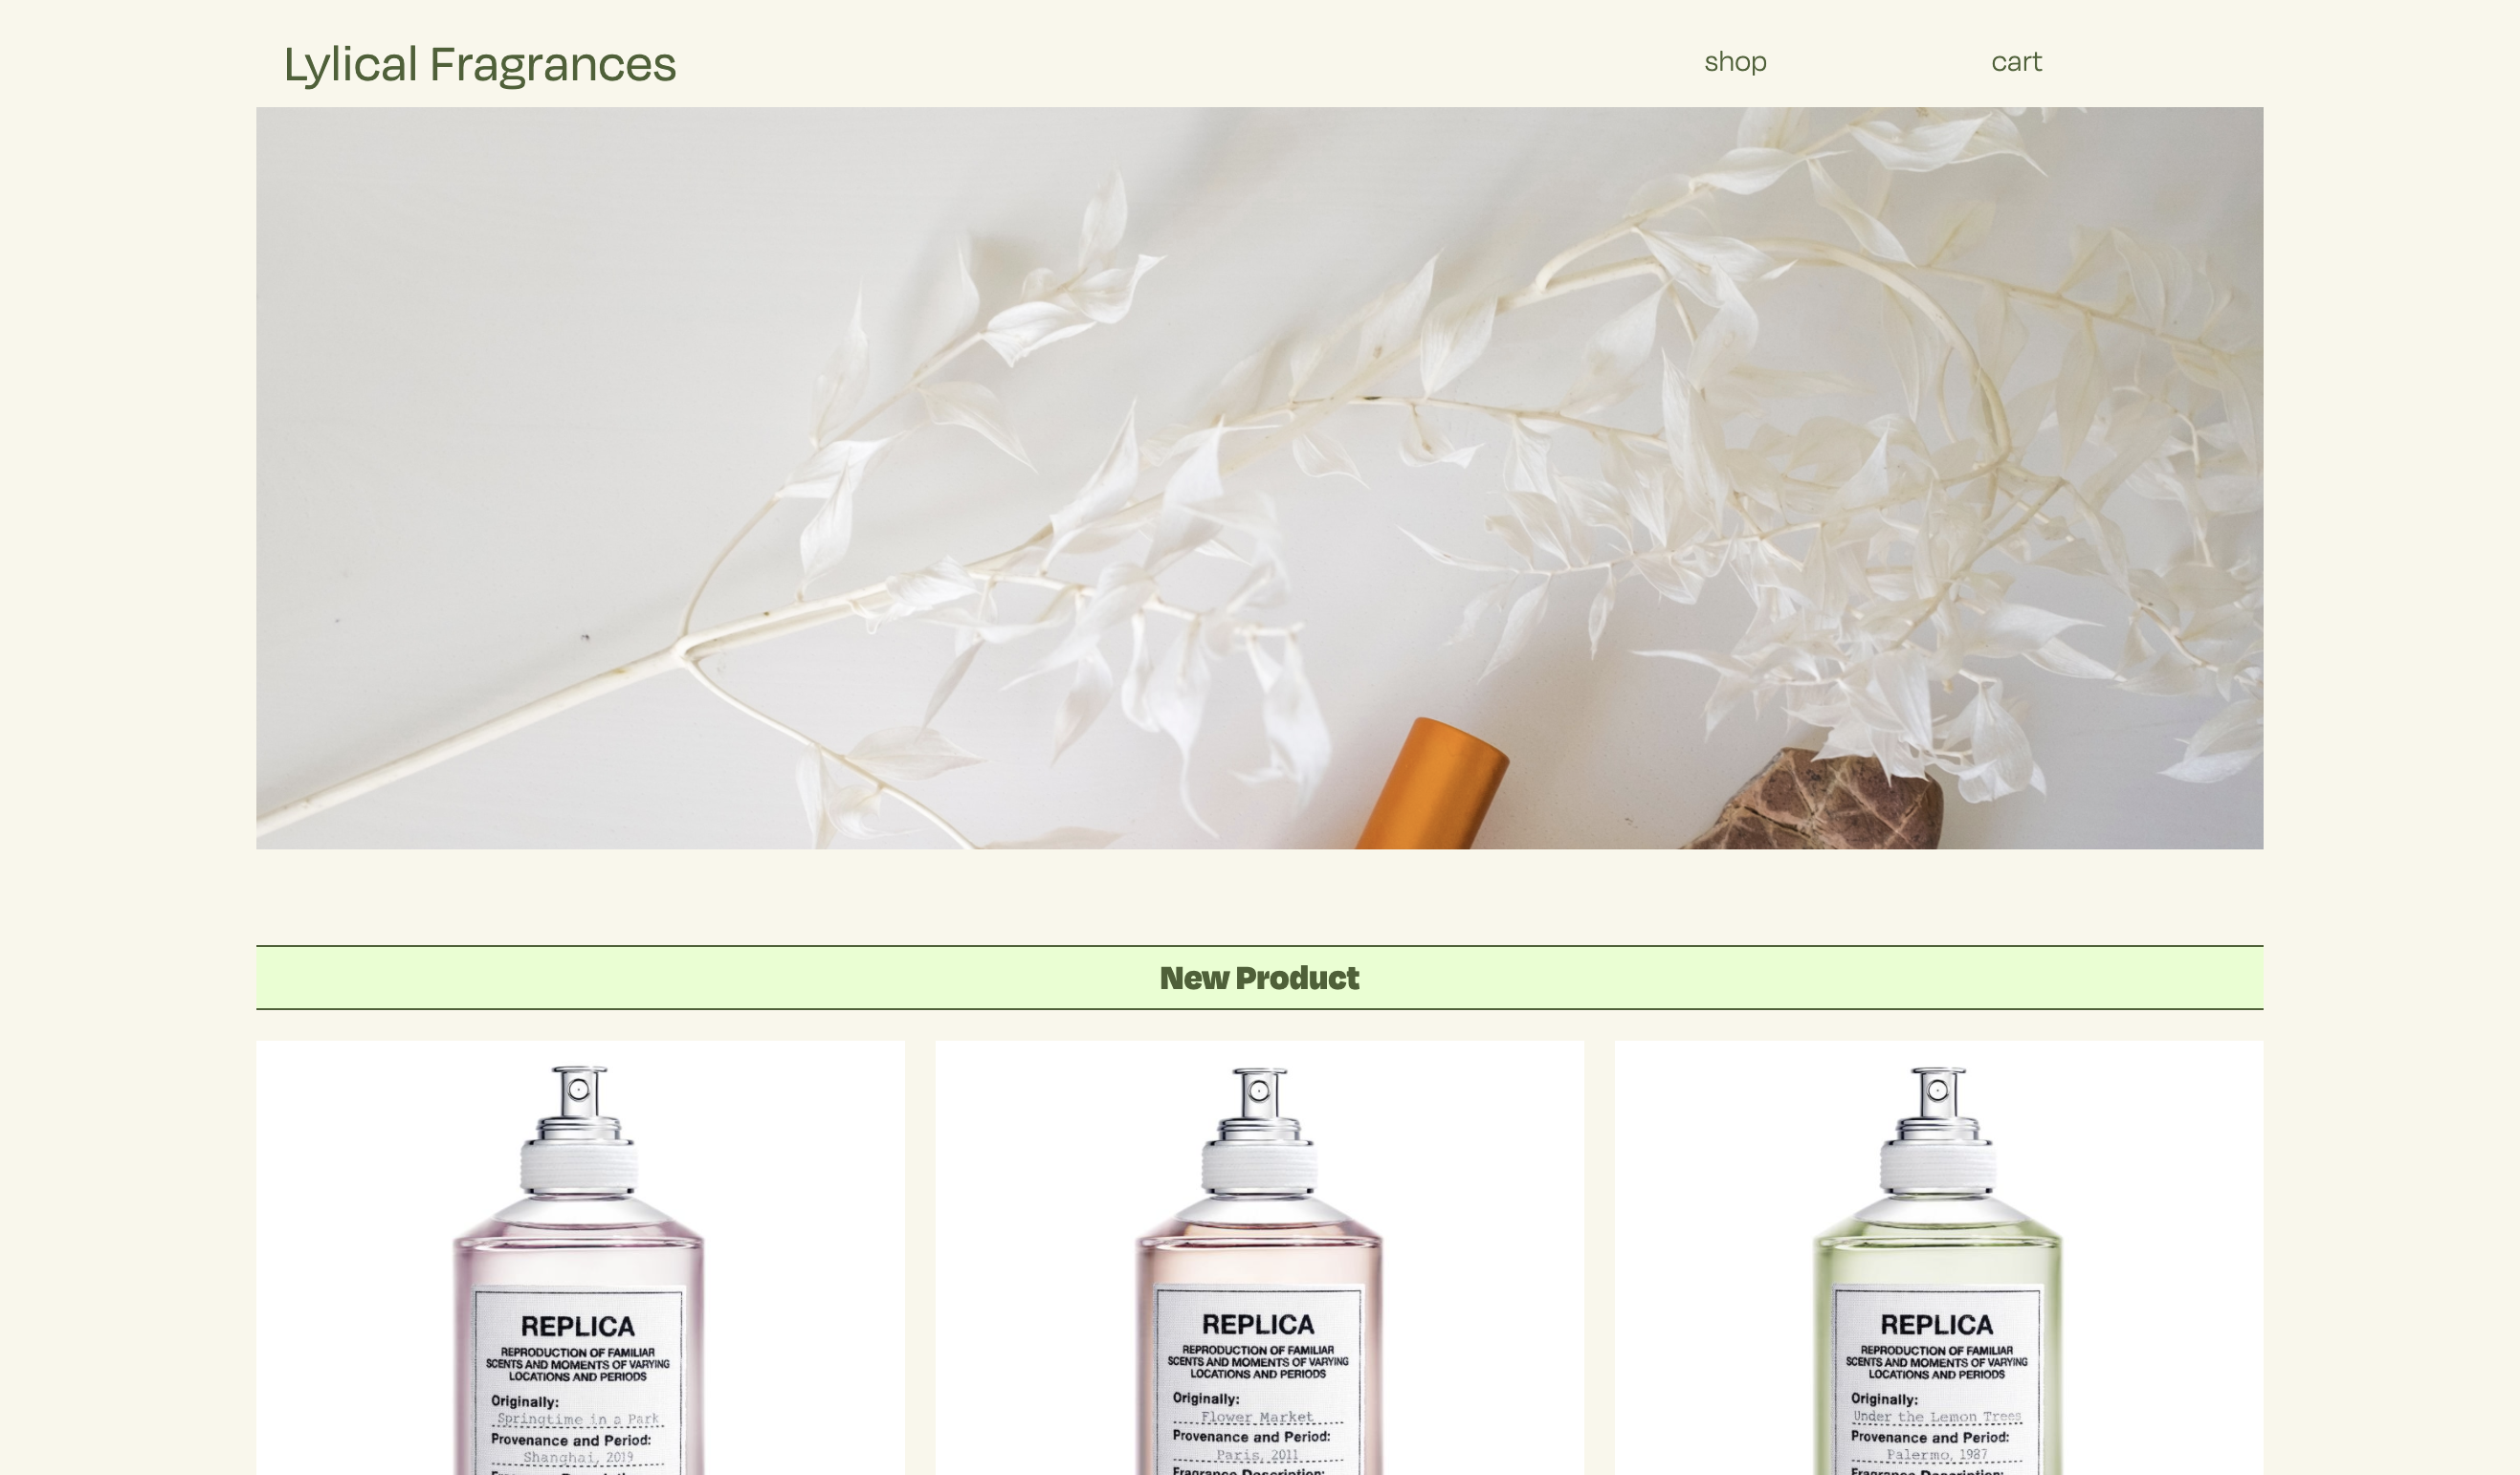 Lylical Fragrances
shop
cart
New Product
REPLICA
REPRODUCTION OF FAMILIAR
SCENTS AND MOMENTS OF VARYING
LOCATIONS AND PERIODS
Originally:
Springtime in a Park
Provenance and Period:
Shanghai, 2019
REPLICA
REPRODUCTION OF FAMILIAR
SCENTS AND MOMENTS OF VARYING
LOCATIONS AND PERIODS
Originally:
Flower Market
Provenance and Period:
Paris, 2011
Fragrance Description:
REPLICA
REPRODUCTION OF FAMILIAR
SCENTS AND MOMENTS OF VARYING
LOCATIONS AND PERIODS
Originally:
Under the Lemon Trees
Provenance and Period:
Palermo, 1987
Fragrance Description: